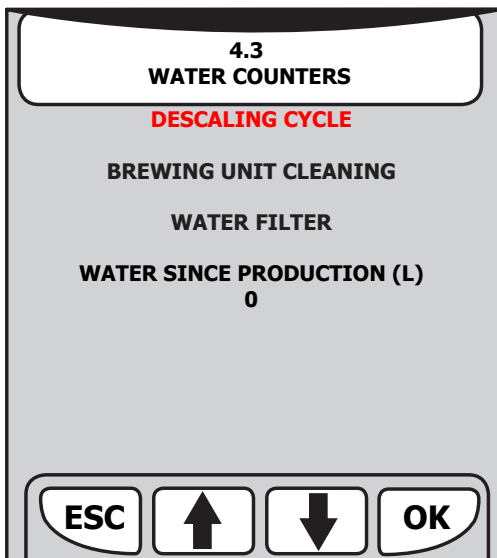 4.3
WATER COUNTERS
DESCALING CYCLE
BREWING UNIT CLEANING
WATER FILTER
WATER SINCE PRODUCTION (L)
0
ESC
OK